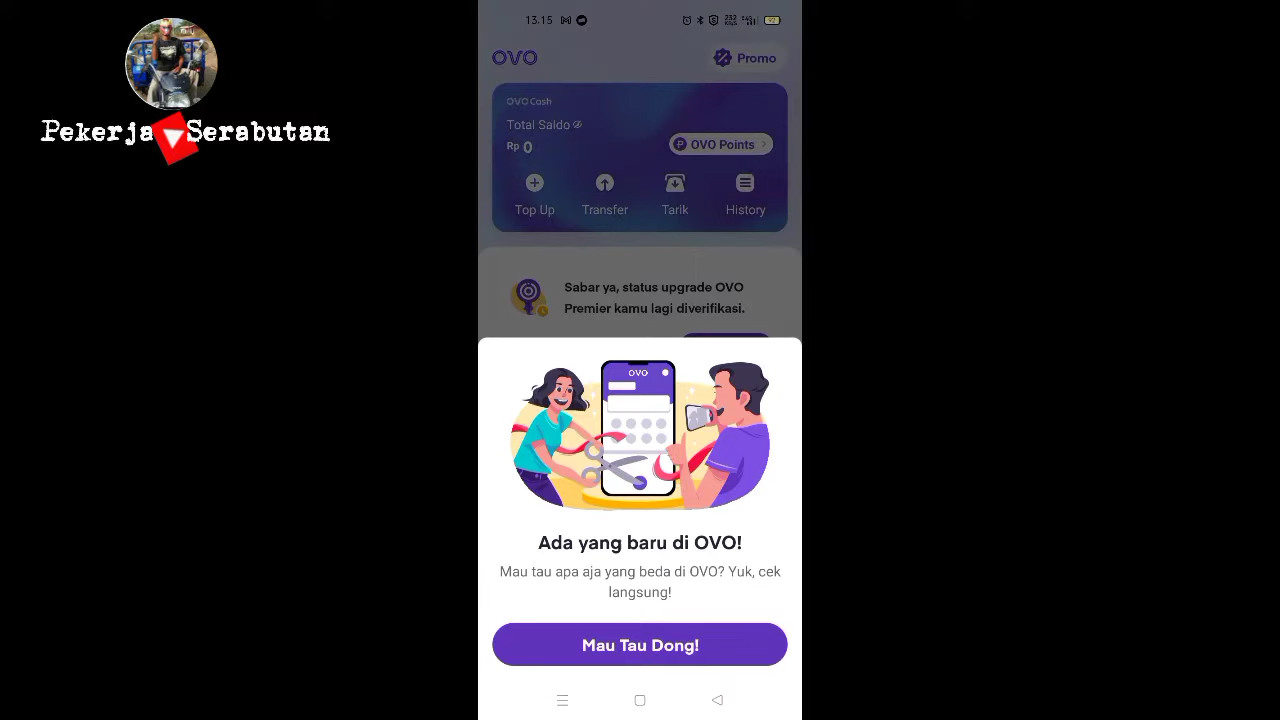 Pekerja Serabutan
13.15
OVO
Promo
OVO Cash
Total Saldo
Rp 0
OVO Points
Top Up Transfer Tarik History
Sabar ya, status upgrade OVO
Premier kamu lagi diverifikasi.
OVO
Ada yang baru di OVO!
Mau tau apa aja yang beda di OVO? Yuk, cek
langsung!
Mau Tau Dong!